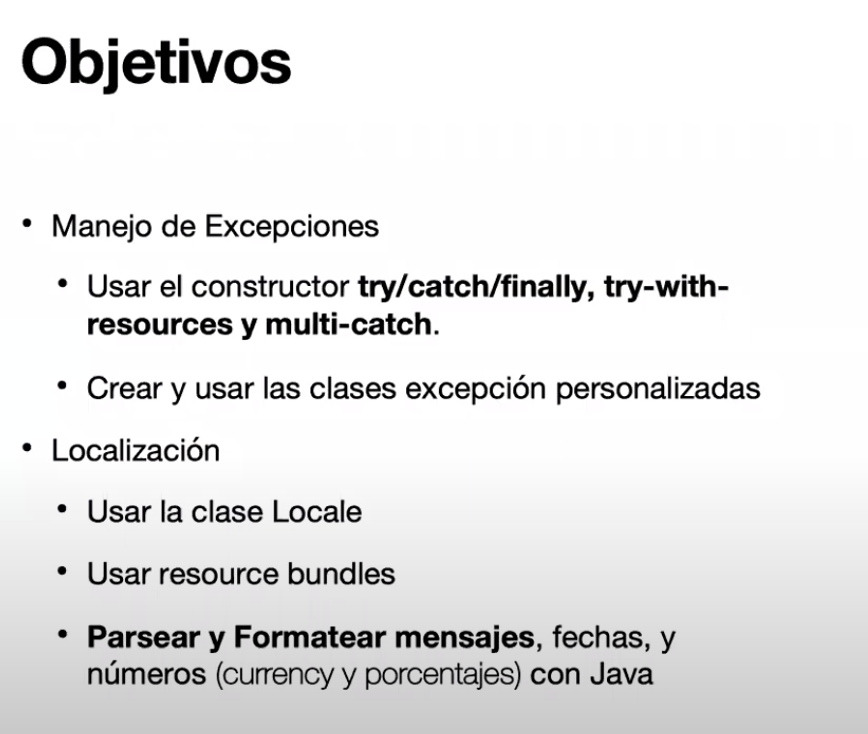 Objetivos
• Manejo de Excepciones
• Usar el constructor try/catch/finally, try-with-
resources y multi-catch.
• Crear y usar las clases excepción personalizadas
• Localización
• Usar la clase Locale
• Usar resource bundles
• Parsear y Formatear mensajes, fechas, y
números (currency y porcentajes) con Java